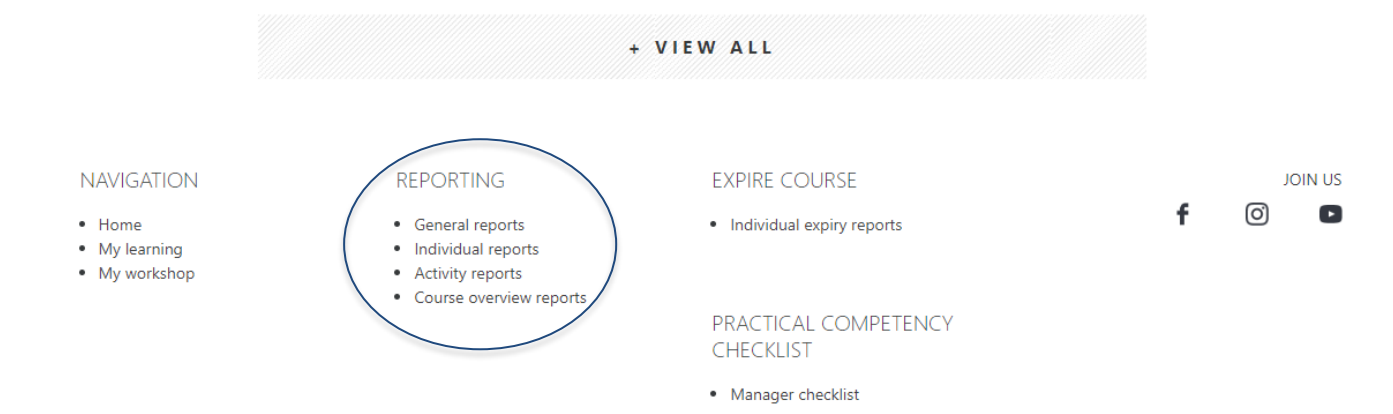 + VIEW ALL
NAVIGATION
• Home
• My learning
• My workshop
REPORTING
• General reports
• Individual reports
• Activity reports
• Course overview reports
EXPIRE COURSE
• Individual expiry reports
PRACTICAL COMPETENCY
CHECKLIST
• Manager checklist
JOIN US